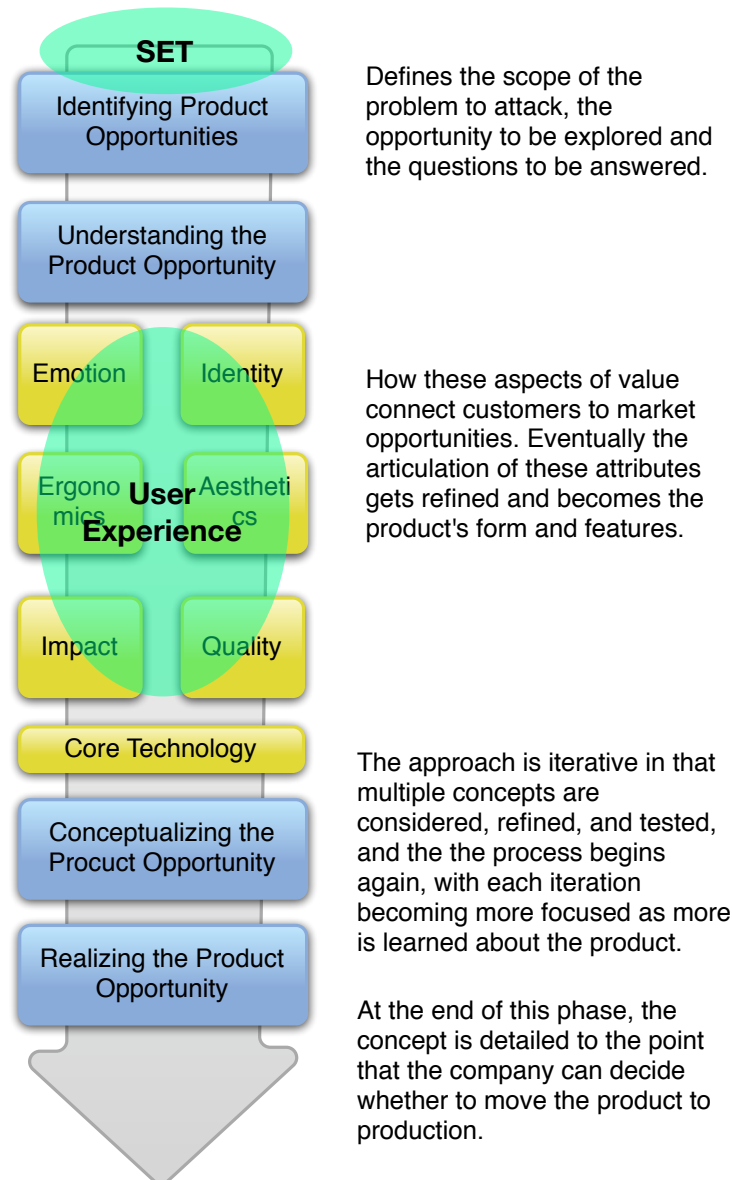 SET
Identifying Product
Opportunities
Defines the scope of the
problem to attack, the
opportunity to be explored and
the questions to be answered.
Understanding the
Product Opportunity
Emotion
Identity
Ergono
mics
Aestheti
cs
User
Experience
Impact
Quality
How these aspects of value
connect customers to market
opportunities. Eventually the
articulation of these attributes
gets refined and becomes the
product's form and features.
Core Technology
Conceptualizing the
Procuct Opportunity
The approach is iterative in that
multiple concepts are
considered, refined, and tested,
and the the process begins
again, with each iteration
becoming more focused as more
is learned about the product.
Realizing the Product
Opportunity
At the end of this phase, the
concept is detailed to the point
that the company can decide
whether to move the product to
production.